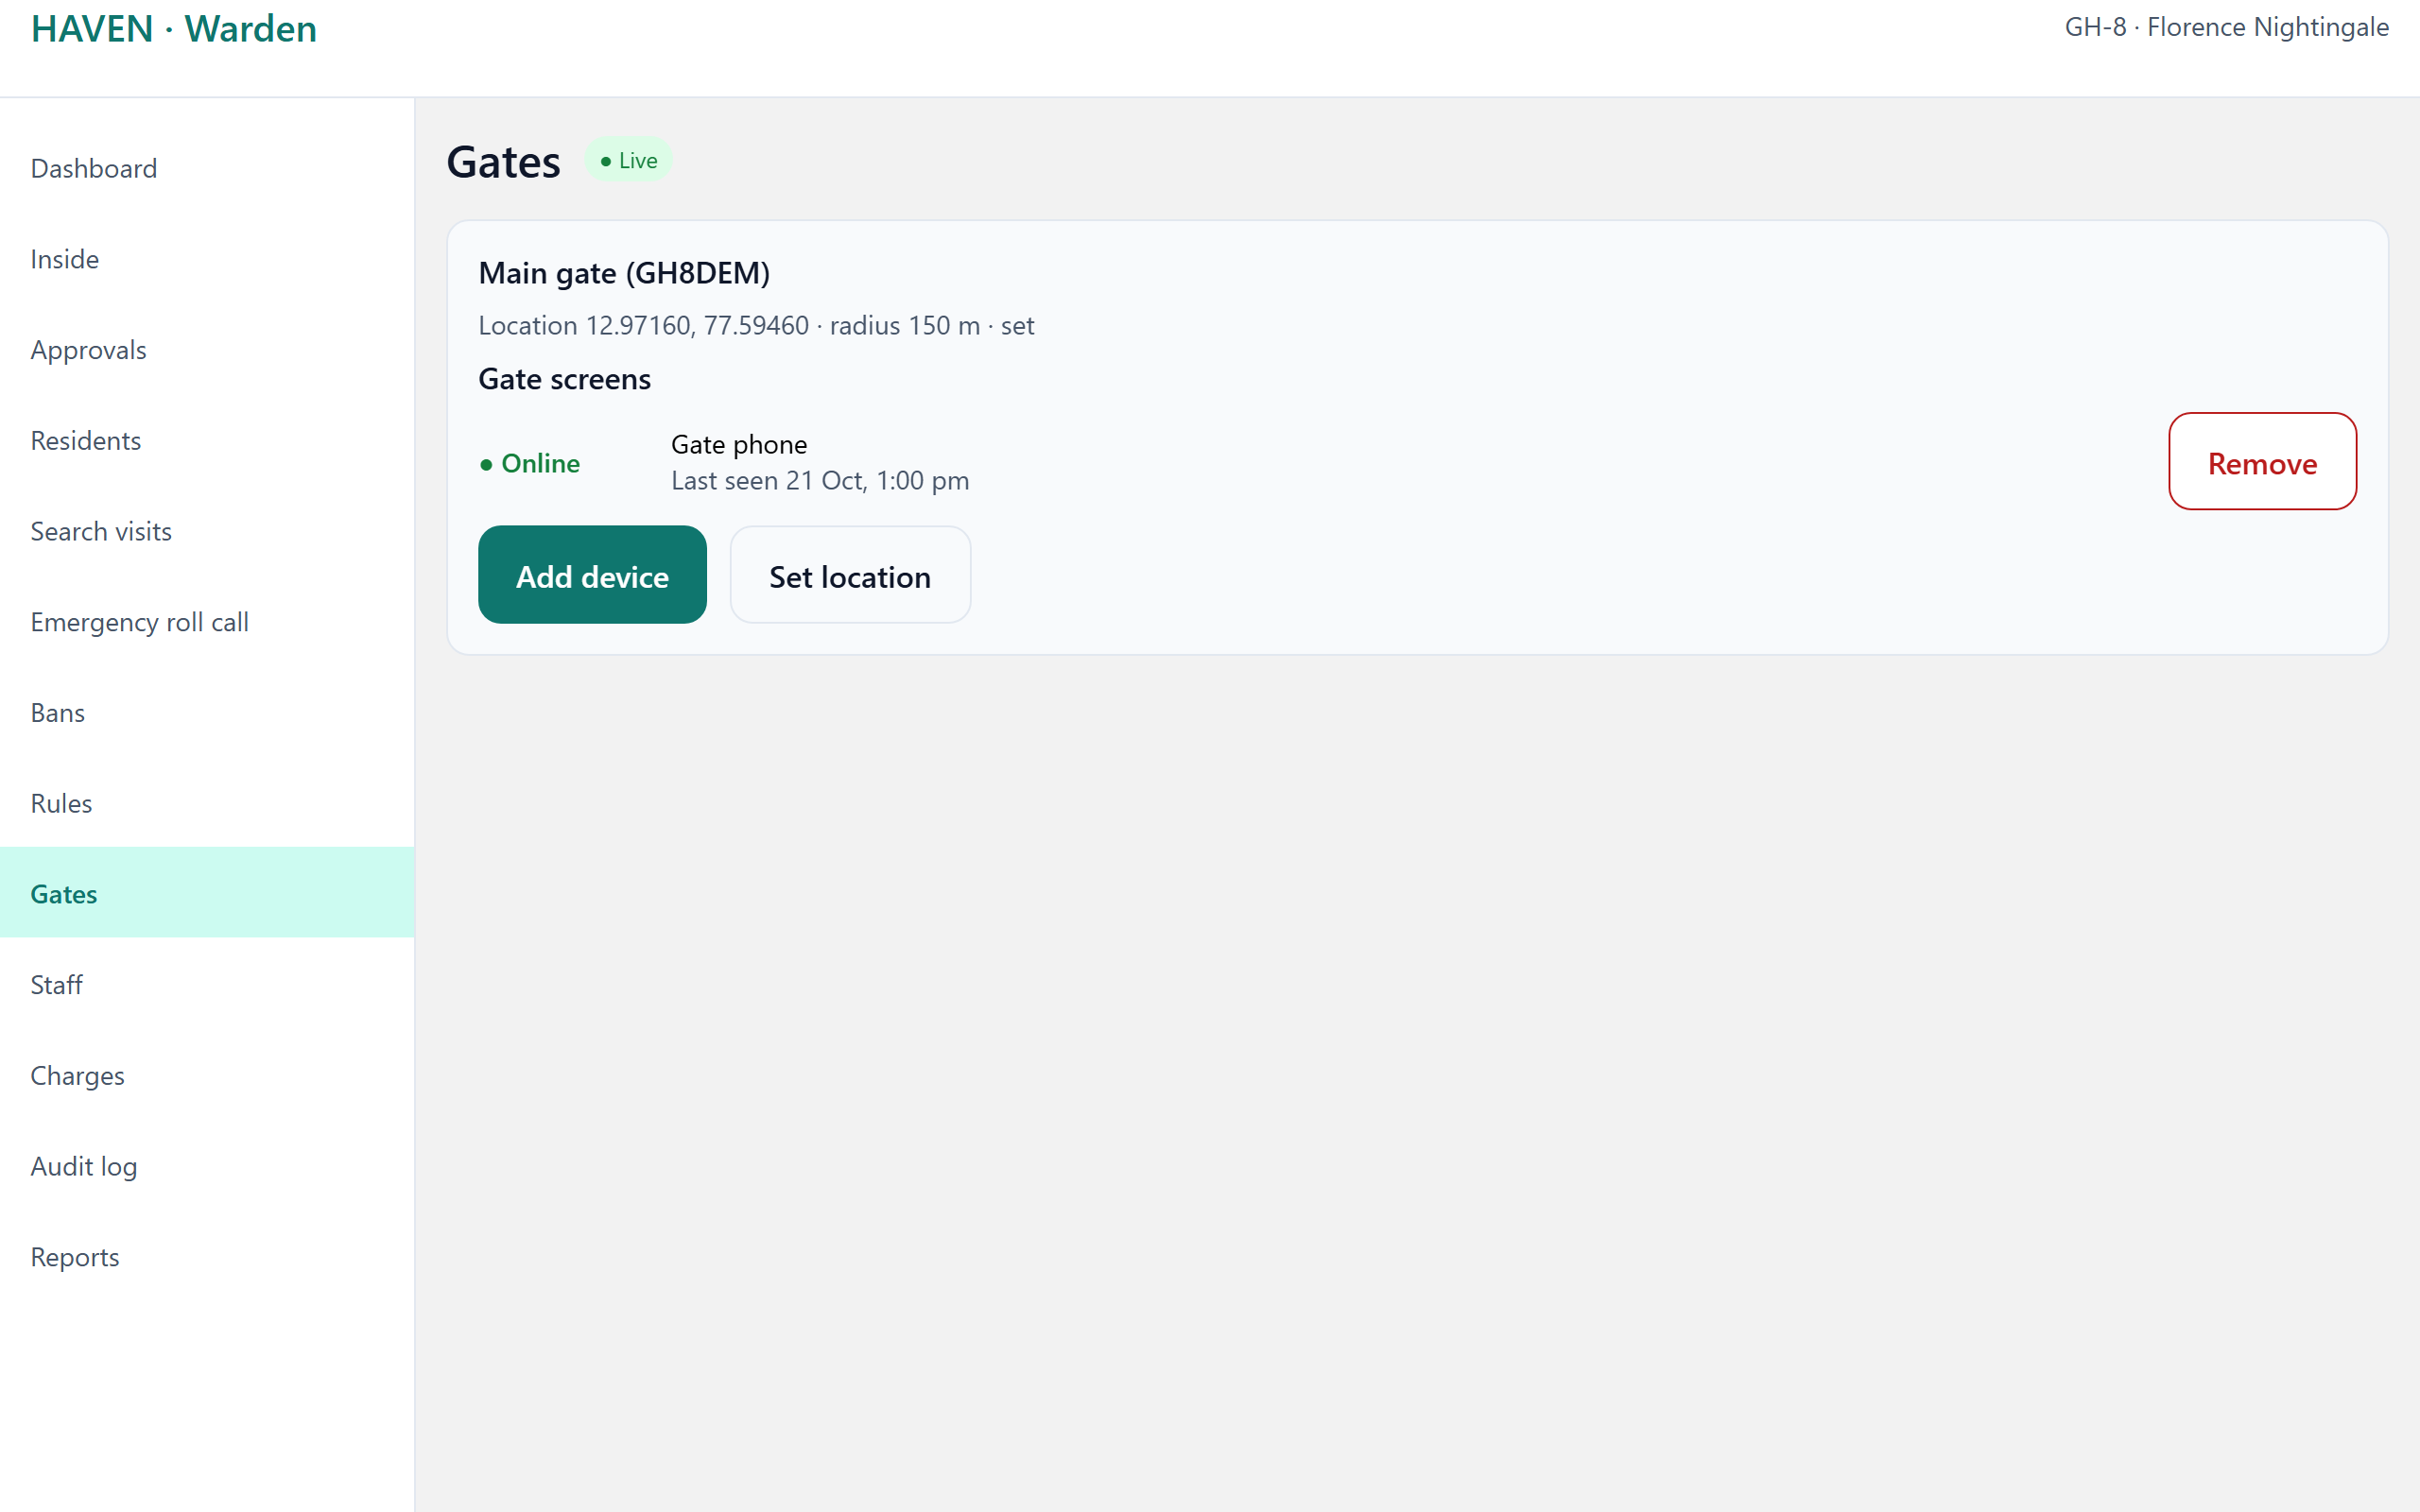 HAVEN · Warden
GH-8 · Florence Nightingale
Dashboard
Inside
Approvals
Residents
Search visits
Emergency roll call
Bans
Rules
Gates
Staff
Charges
Audit log
Reports
Gates
• Live
Main gate (GH8DEM)
Location 12.97160, 77.59460 · radius 150 m · set
Gate screens
• Online
Gate phone
Last seen 21 Oct, 1:00 pm
Remove
Add device
Set location